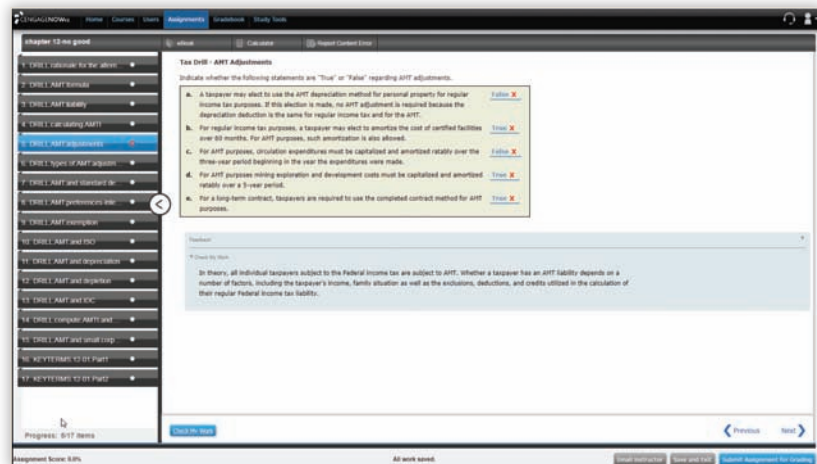 CENGAGENOWv2 Home Courses Users Assignments Gradebook Study Tools
chapter 12-no good
eBook Calculator Report Content Error
1. DRILL.rationale for the altern...
2. DRILL.AMT formula
3. DRILL.AMT liability
4. DRILL.calculating AMTI
5. DRILL.AMT adjustments
6. DRILL.types of AMT adjustm...
7. DRILL.AMT and standard de...
8. DRILL.AMT preferences inte...
9. DRILL.AMT exemption
10. DRILL.AMT and ISO
11. DRILL.AMT and depreciation
12. DRILL.AMT and depletion
13. DRILL.AMT and IDC
14. DRILL.compute AMTI and ...
15. DRILL.AMT and small corp...
16. KEYTERMS.12-01.Part1
17. KEYTERMS.12-01.Part2
Progress: 6/17 items
Tax Drill - AMT Adjustments
Indicate whether the following statements are "True" or "False" regarding AMT adjustments.
a. A taxpayer may elect to use the AMT depreciation method for personal property for regular False X
income tax purposes. If this election is made, no AMT adjustment is required because the
depreciation deduction is the same for regular income tax and for the AMT.
b. For regular income tax purposes, a taxpayer may elect to amortize the cost of certified facilities True X
over 60 months. For AMT purposes, such amortization is also allowed.
c. For AMT purposes, circulation expenditures must be capitalized and amortized ratably over the False X
three-year period beginning in the year the expenditures were made.
d. For AMT purposes mining exploration and development costs must be capitalized and amortized True X
ratably over a 5-year period.
e. For a long-term contract, taxpayers are required to use the completed contract method for AMT True X
purposes.
Feedback
Check My Work
In theory, all individual taxpayers subject to the Federal income tax are subject to AMT. Whether a taxpayer has an AMT liability depends on a
number of factors, including the taxpayer's income, family situation as well as the exclusions, deductions, and credits utilized in the calculation of
their regular Federal income tax liability.
Check My Work
Previous Next
Assignment Score: 0.0%
All work saved.
Email Instructor Save and Exit Submit Assignment for Grading